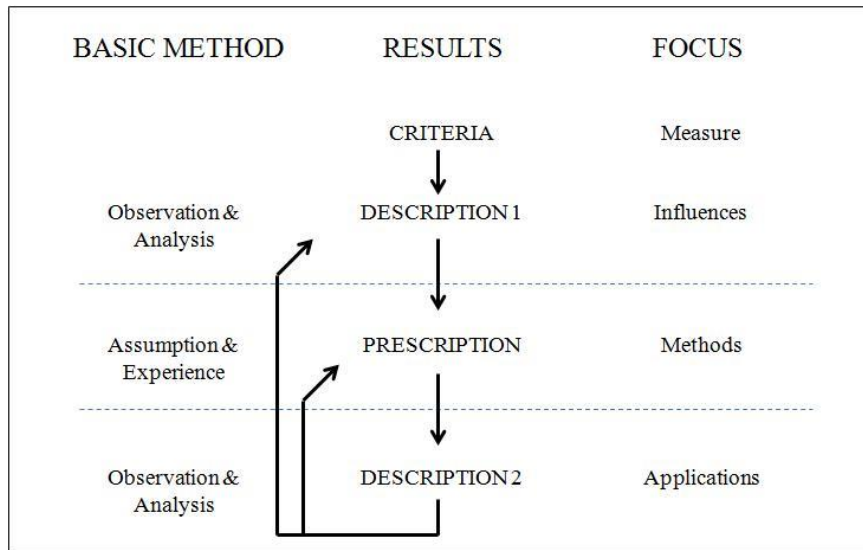 BASIC METHOD RESULTS FOCUS
CRITERIA Measure
Observation & DESCRIPTION 1 Influences
Analysis
Assumption & PRESCRIPTION Methods
Experience
Observation & DESCRIPTION 2 Applications
Analysis